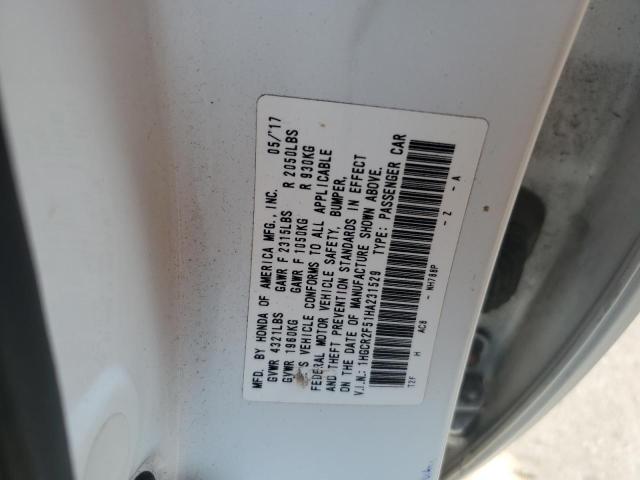 MFD. BY HONDA OF AMERICA MFG., INC. 05/'17
GVWR 4321LBS GAWR F 2315LBS R 2050LBS
GVWR 1960KG GAWR F 1050KG R 930KG
S VEHICLE CONFORMS TO ALL APPLICABLE
FEDERAL MOTOR VEHICLE SAFETY, BUMPER,
AND THEFT PREVENTION STANDARDS IN EFFECT
ON THE DATE OF MANUFACTURE SHOWN ABOVE.
V.I.N.: 1HGCR2F51HA231529 TYPE: PASSENGER CAR
T2F H AC8 - NH788P - Z - A